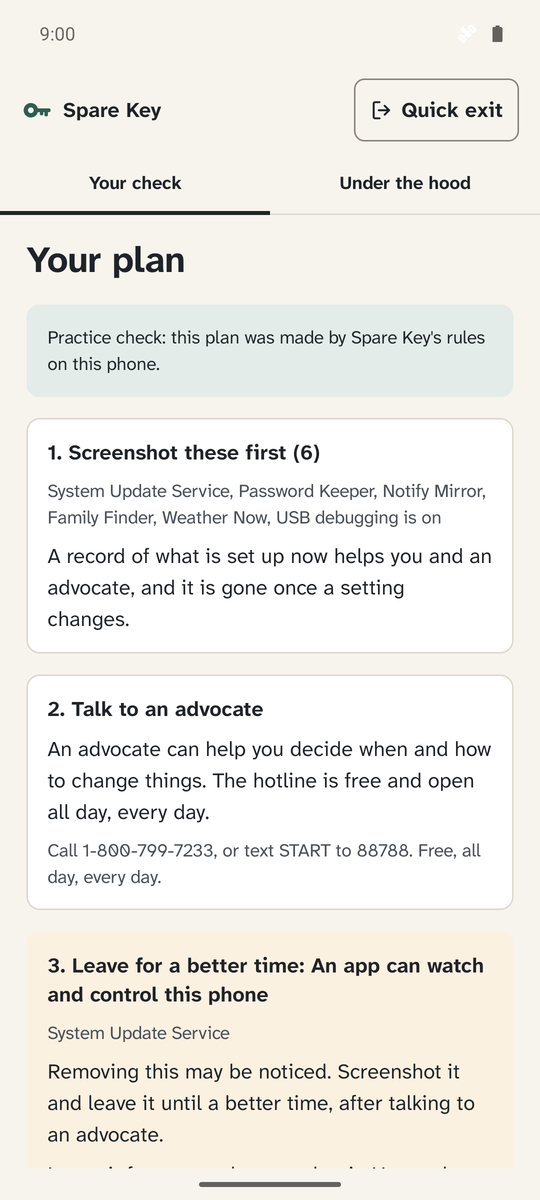 9:00
Spare Key
Quick exit
Your check
Under the hood
Your plan
Practice check: this plan was made by Spare Key's rules
on this phone.
1. Screenshot these first (6)
System Update Service, Password Keeper, Notify Mirror,
Family Finder, Weather Now, USB debugging is on
A record of what is set up now helps you and an
advocate, and it is gone once a setting
changes.
2. Talk to an advocate
An advocate can help you decide when and how
to change things. The hotline is free and open
all day, every day.
Call 1-800-799-7233, or text START to 88788. Free, all
day, every day.
3. Leave for a better time: An app can watch
and control this phone
System Update Service
Removing this may be noticed. Screenshot it
and leave it until a better time, after talking to
an advocate.